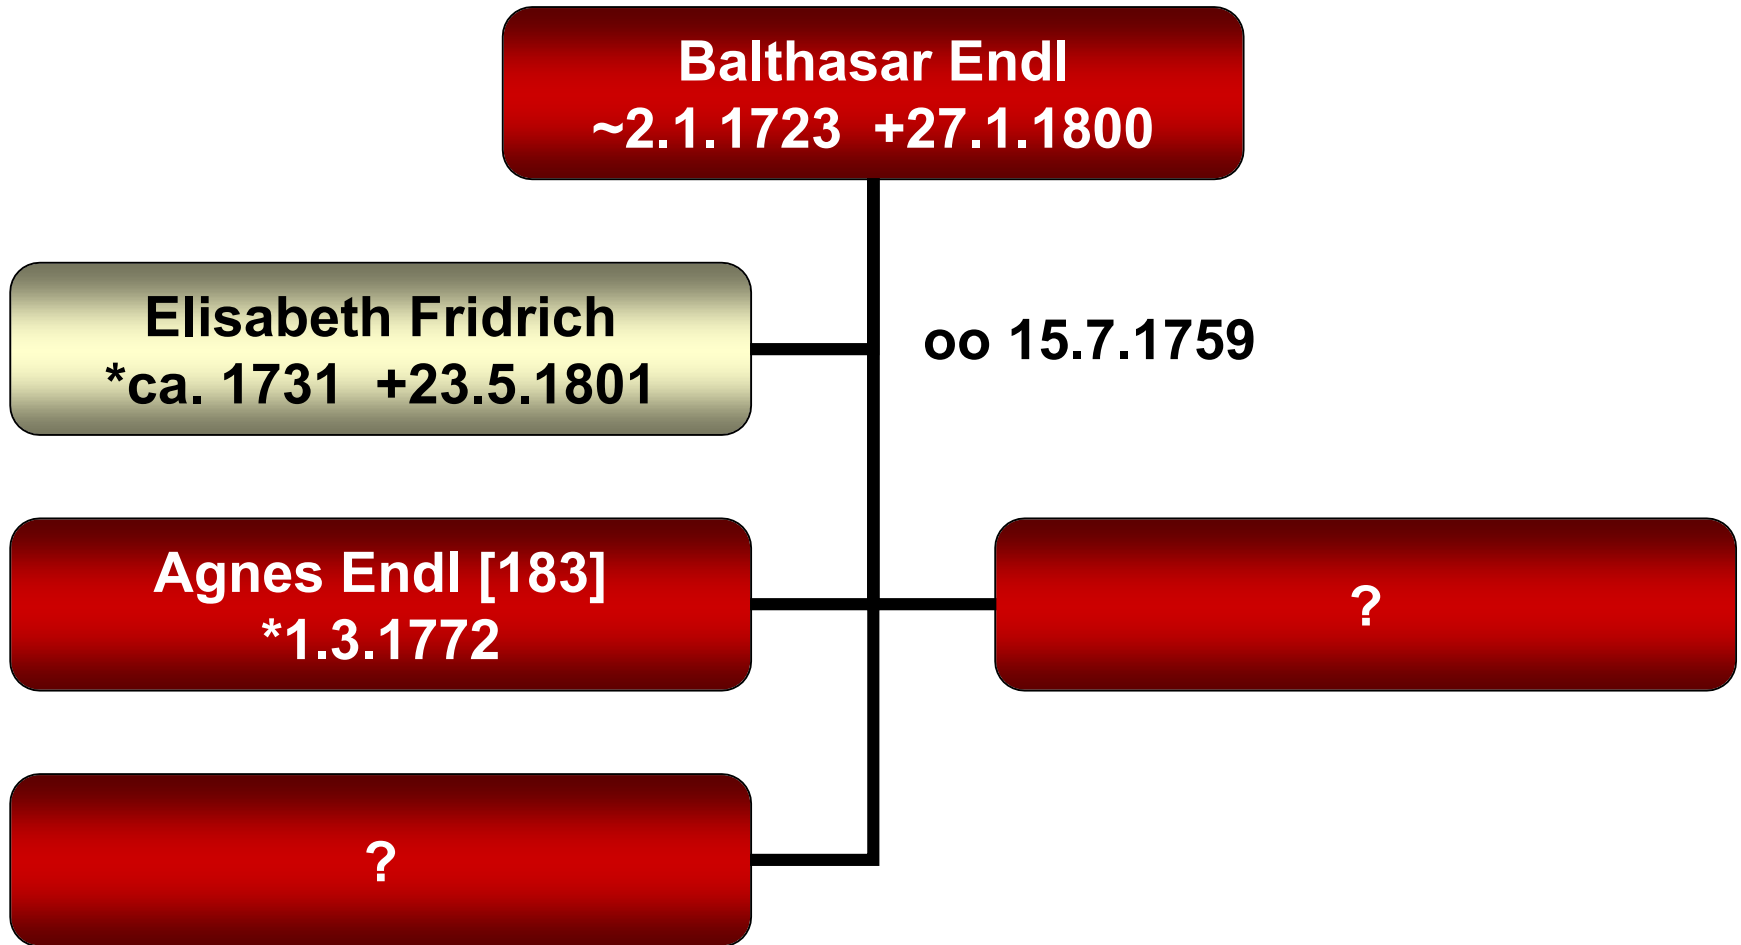 Balthasar Endl
~2.1.1723  +27.1.1800
Elisabeth Fridrich
*ca. 1731  +23.5.1801
oo 15.7.1759
Agnes Endl [183]
*1.3.1772
?
?